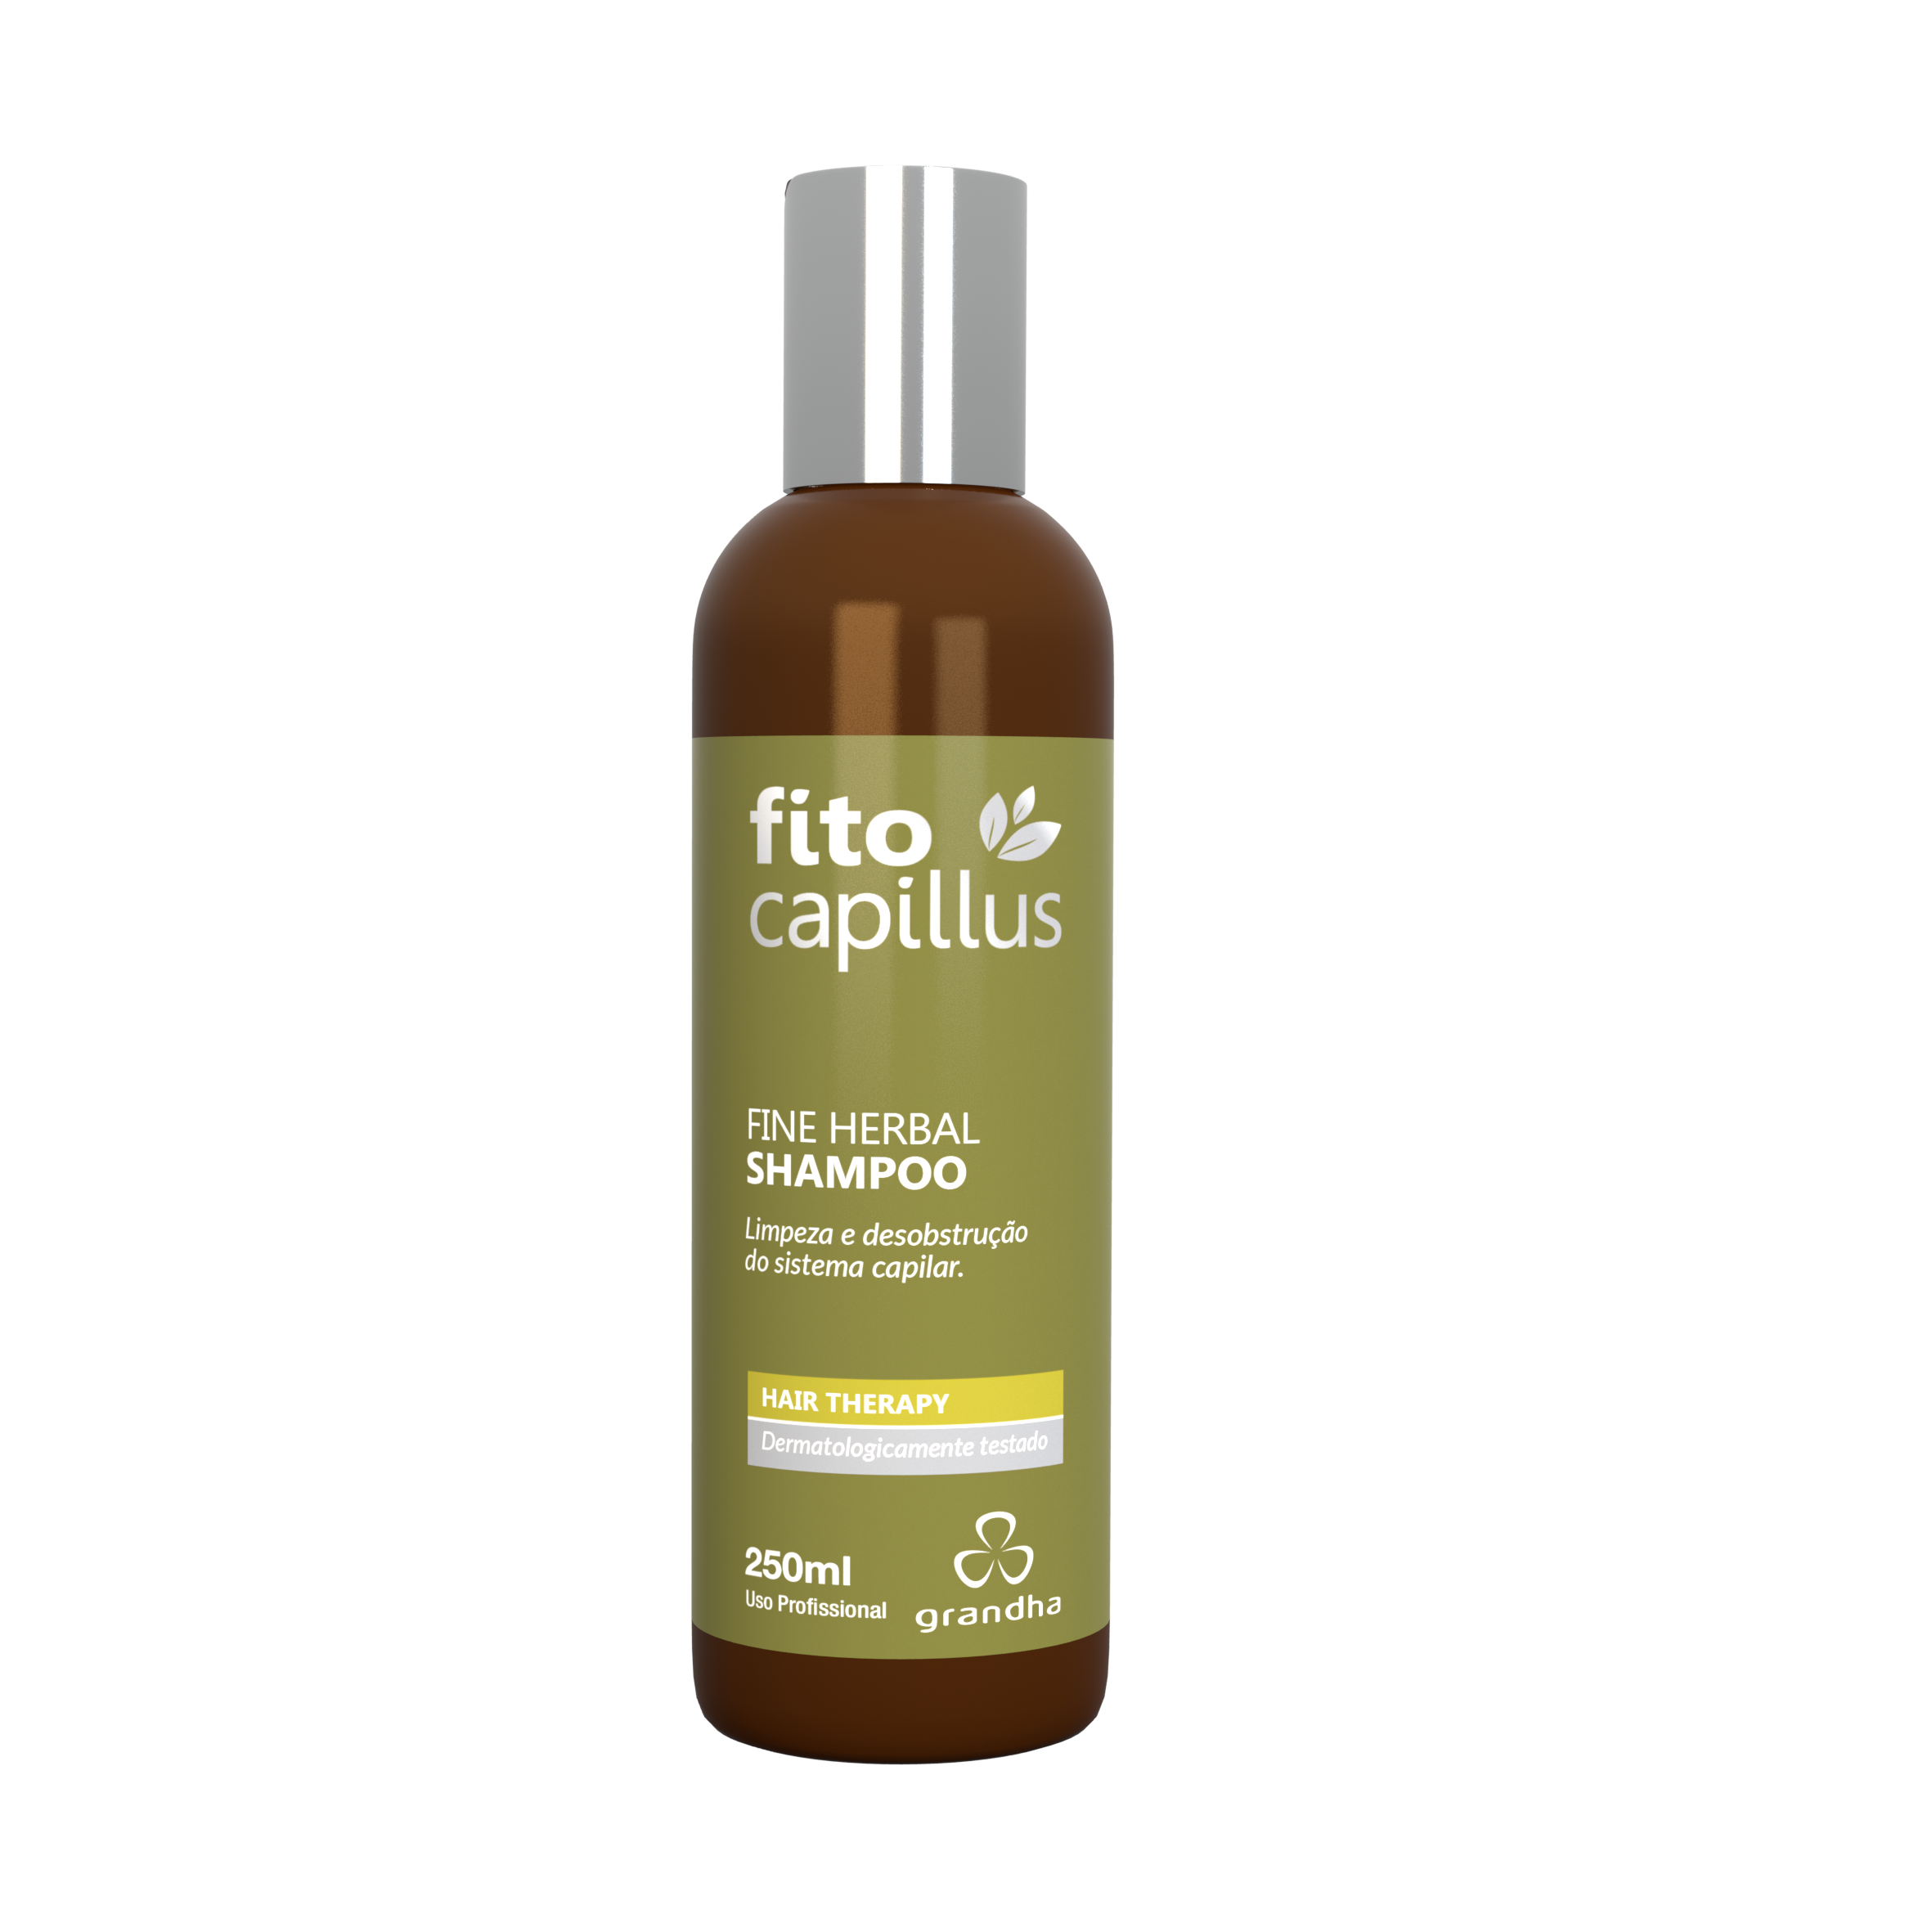 fito
capillus
FINE HERBAL
SHAMPOO
Limpeza e desobstrução
do sistema capilar.
HAIR THERAPY
Dermatologicamente testado
250ml
Uso Profissional
grandha